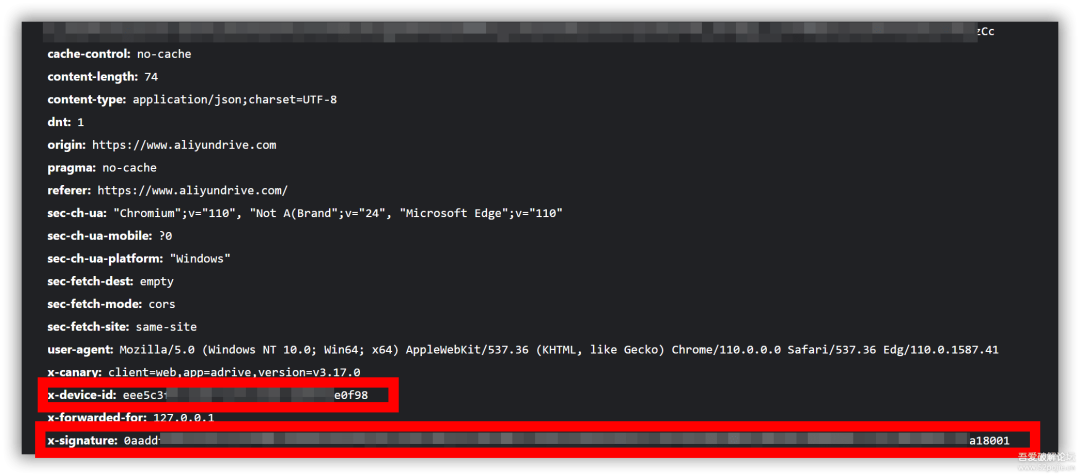 zCc
cache-control: no-cache
content-length: 74
content-type: application/json;charset=UTF-8
dnt: 1
origin: https://www.aliyundrive.com
pragma: no-cache
referer: https://www.aliyundrive.com/
sec-ch-ua: "Chromium";v="110", "Not A(Brand";v="24", "Microsoft Edge";v="110"
sec-ch-ua-mobile: ?0
sec-ch-ua-platform: "Windows"
sec-fetch-dest: empty
sec-fetch-mode: cors
sec-fetch-site: same-site
user-agent: Mozilla/5.0 (Windows NT 10.0; Win64; x64) AppleWebKit/537.36 (KHTML, like Gecko) Chrome/110.0.0.0 Safari/537.36 Edg/110.0.1587.41
x-canary: client=web,app=adrive,version=v3.17.0
x-device-id: eee5c3 e0f98
x-forwarded-for: 127.0.0.1
x-signature: 0aadd a18001
吾爱破解论坛